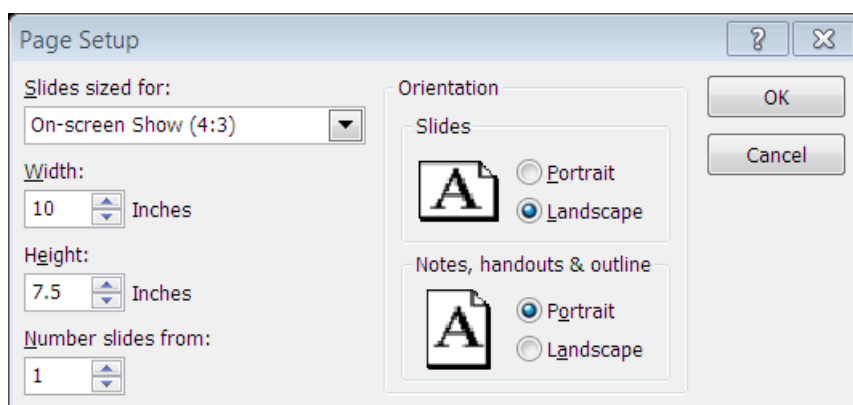 Page Setup
Slides sized for:
On-screen Show (4:3)
Width:
10 Inches
Height:
7.5 Inches
Number slides from:
1
Orientation
Slides
A
Portrait
Landscape
Notes, handouts & outline
A
Portrait
Landscape
OK
Cancel